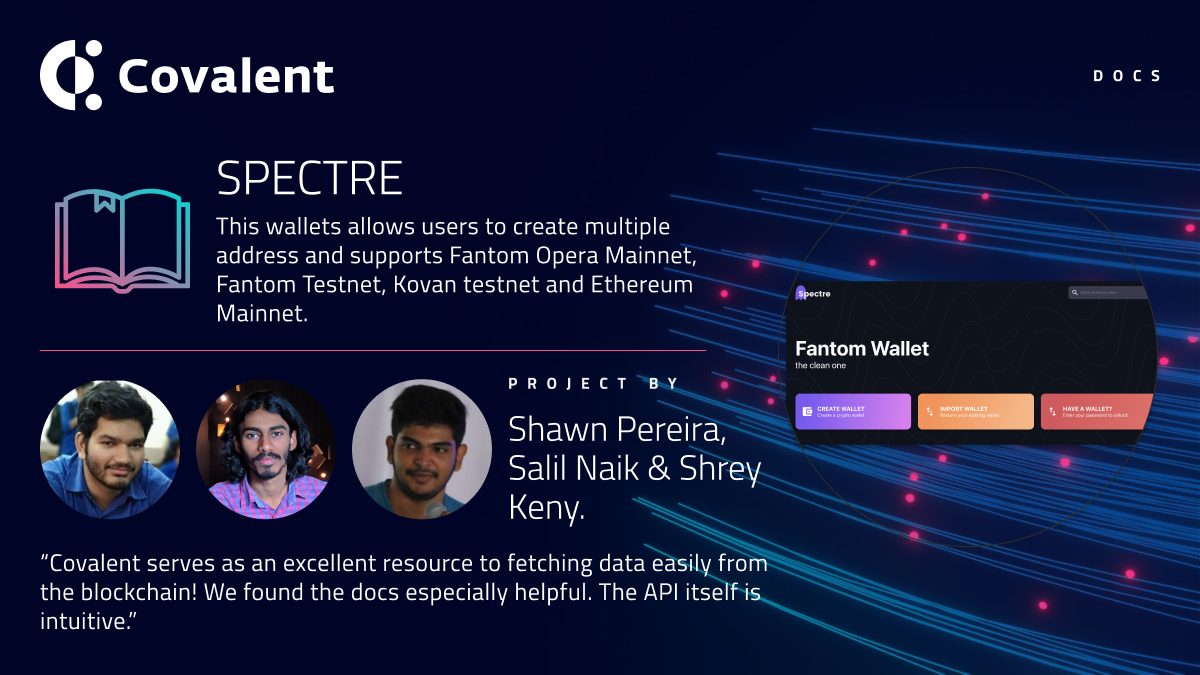 Covalent
DOCS
SPECTRE
This wallets allows users to create multiple
address and supports Fantom Opera Mainnet,
Fantom Testnet, Kovan testnet and Ethereum
Mainnet.
Spectre
Fantom Wallet
the clean one
CREATE WALLET
Create a crypto wallet
IMPORT WALLET
Restore your existing wallet
HAVE A WALLET?
Enter your password to unlock
PROJECT BY
Shawn Pereira,
Salil Naik & Shrey
Keny.
“Covalent serves as an excellent resource to fetching data easily from
the blockchain! We found the docs especially helpful. The API itself is
intuitive.”